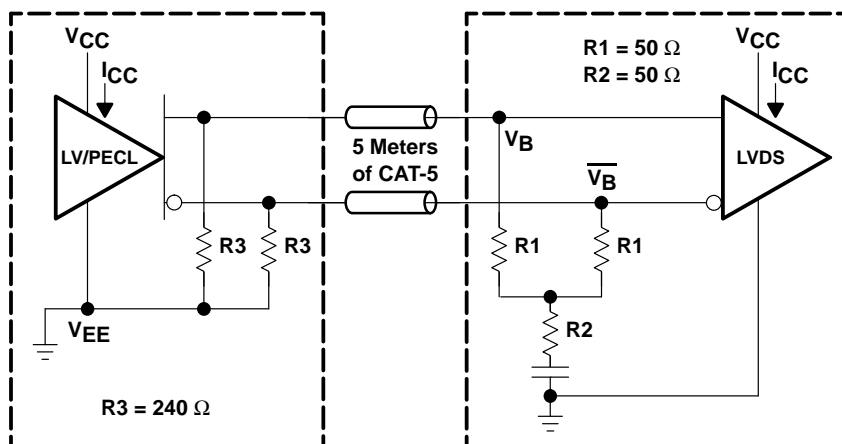 VCC
ICC
LV/PECL
R3
R3
VEE
R3 = 240 Ω
5 Meters
of CAT-5
R1 = 50 Ω
R2 = 50 Ω
VCC
ICC
VB
VB
LVDS
R1
R1
R2